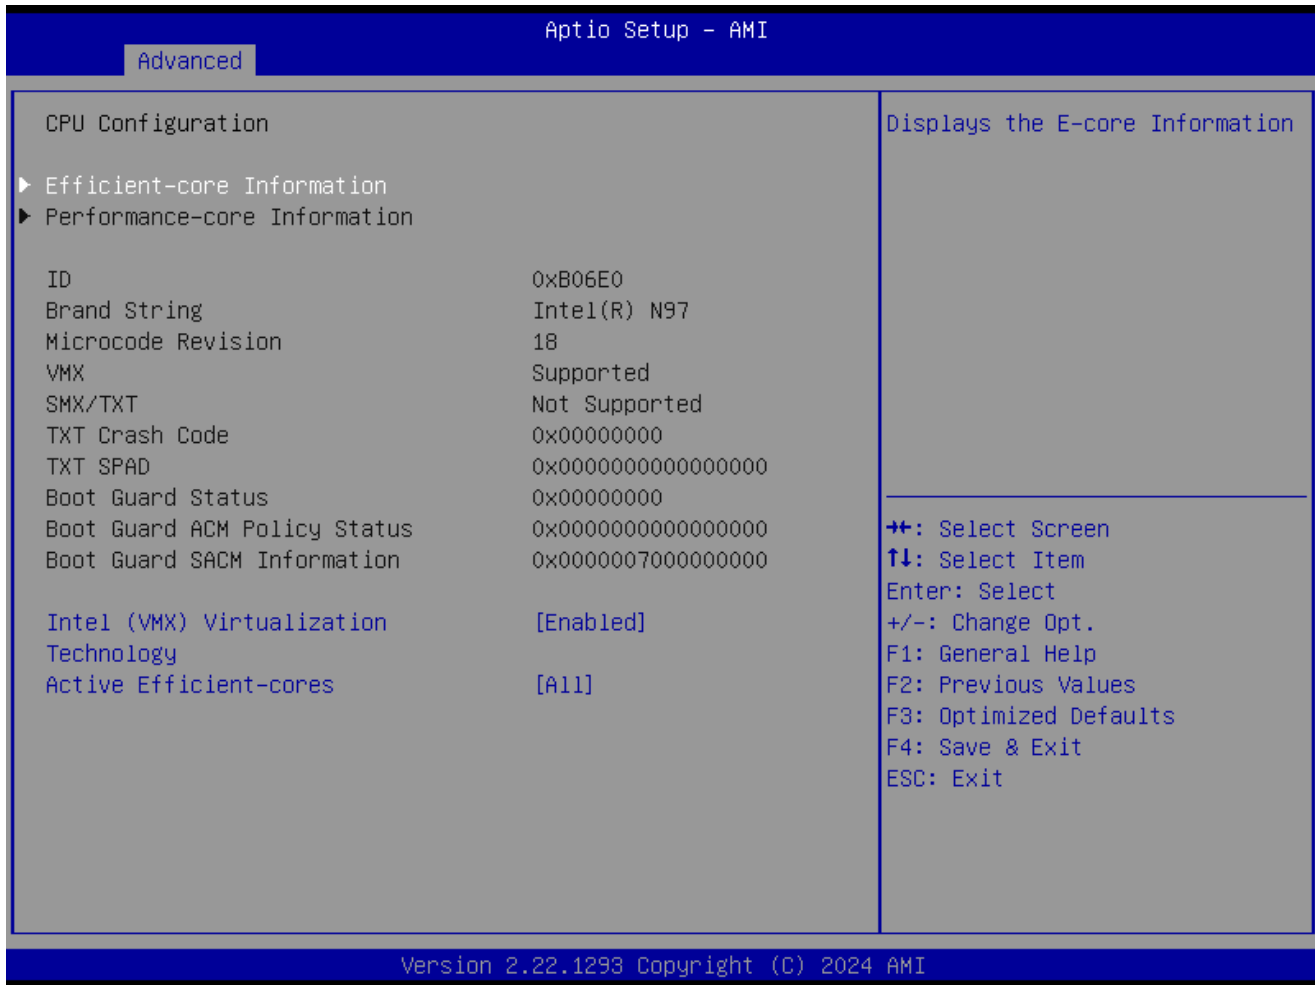 Aptio Setup – AMI
Advanced
CPU Configuration
Efficient-core Information
Performance-core Information
ID 0xB06E0
Brand String Intel(R) N97
Microcode Revision 18
VMX Supported
SMX/TXT Not Supported
TXT Crash Code 0x00000000
TXT SPAD 0x0000000000000000
Boot Guard Status 0x00000000
Boot Guard ACM Policy Status 0x0000000000000000
Boot Guard SACM Information 0x0000007000000000
Intel (VMX) Virtualization [Enabled]
Technology
Active Efficient-cores [All]
Displays the E-core Information
→←: Select Screen
↑↓: Select Item
Enter: Select
+/-: Change Opt.
F1: General Help
F2: Previous Values
F3: Optimized Defaults
F4: Save & Exit
ESC: Exit
Version 2.22.1293 Copyright (C) 2024 AMI